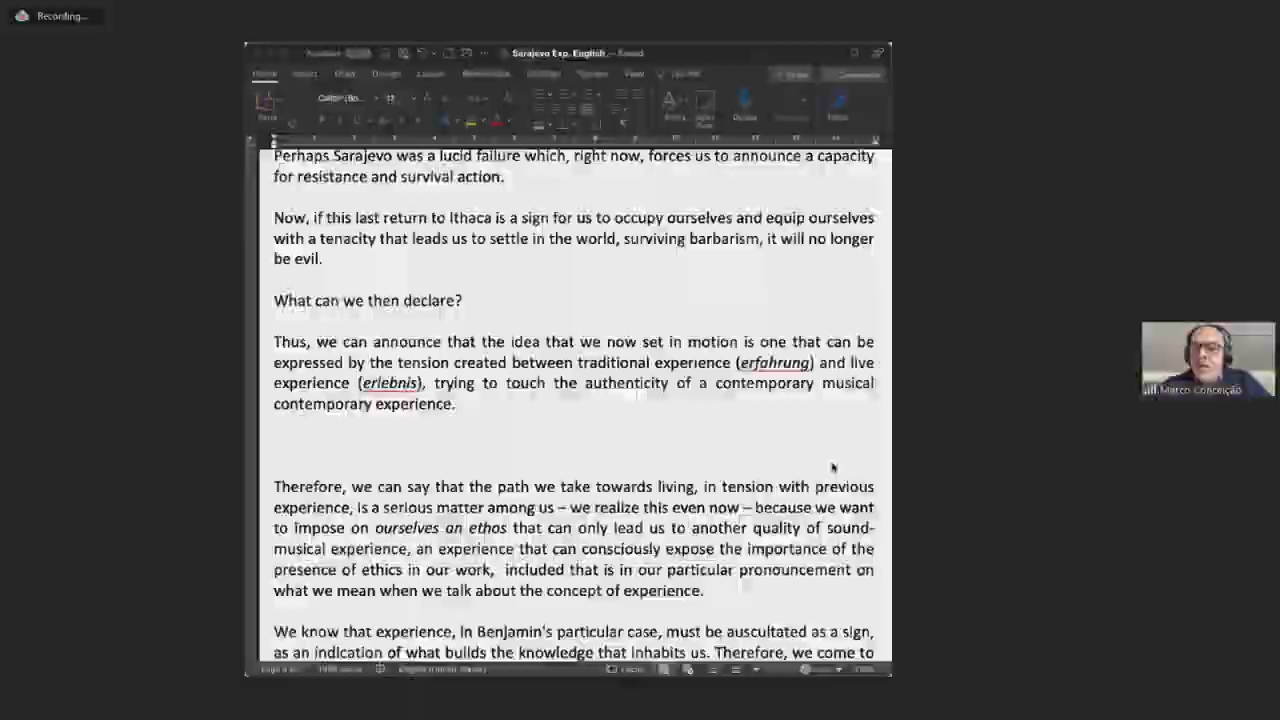 Recording...
Sarajevo Exp. English — Saved
Perhaps Sarajevo was a lucid failure which, right now, forces us to announce a capacity
for resistance and survival action.
Now, if this last return to Ithaca is a sign for us to occupy ourselves and equip ourselves
with a tenacity that leads us to settle in the world, surviving barbarism, it will no longer
be evil.
What can we then declare?
Thus, we can announce that the idea that we now set in motion is one that can be
expressed by the tension created between traditional experience (erfahrung) and live
experience (erlebnis), trying to touch the authenticity of a contemporary musical
contemporary experience.
Therefore, we can say that the path we take towards living, in tension with previous
experience, is a serious matter among us – we realize this even now – because we want
to impose on ourselves an ethos that can only lead us to another quality of sound-
musical experience, an experience that can consciously expose the importance of the
presence of ethics in our work, included that is in our particular pronouncement on
what we mean when we talk about the concept of experience.
We know that experience, in Benjamin's particular case, must be auscultated as a sign,
as an indication of what builds the knowledge that inhabits us. Therefore, we come to
Marco Conceição